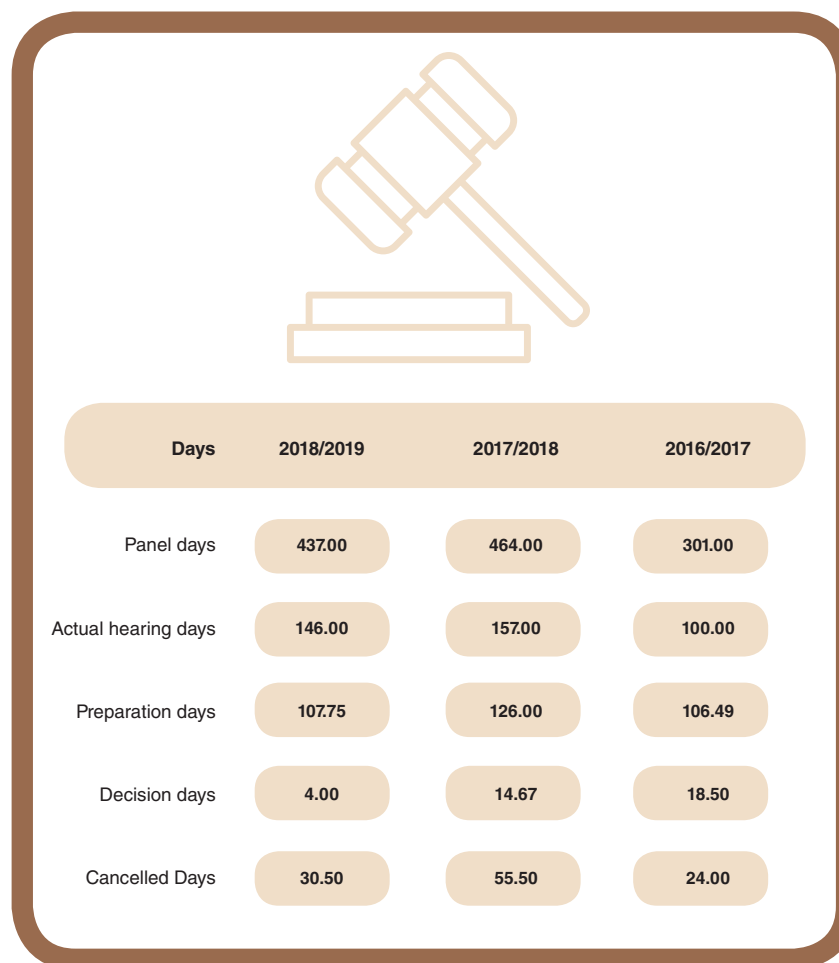 Days 2018/2019 2017/2018 2016/2017
Panel days 437.00 464.00 301.00
Actual hearing days 146.00 157.00 100.00
Preparation days 107.75 126.00 106.49
Decision days 4.00 14.67 18.50
Cancelled Days 30.50 55.50 24.00